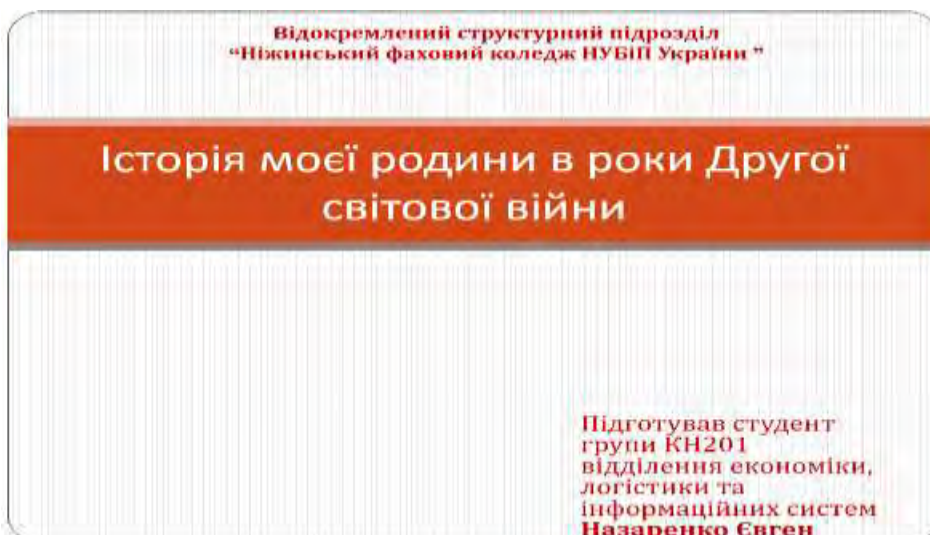 Відокремлений структурний підрозділ
“Ніжинський фаховий коледж НУБіП України ”
Історія моєї родини в роки Другої
світової війни
Підготував студент
групи КН201
відділення економіки,
логістики та
інформаційних систем
Назаренко Євген